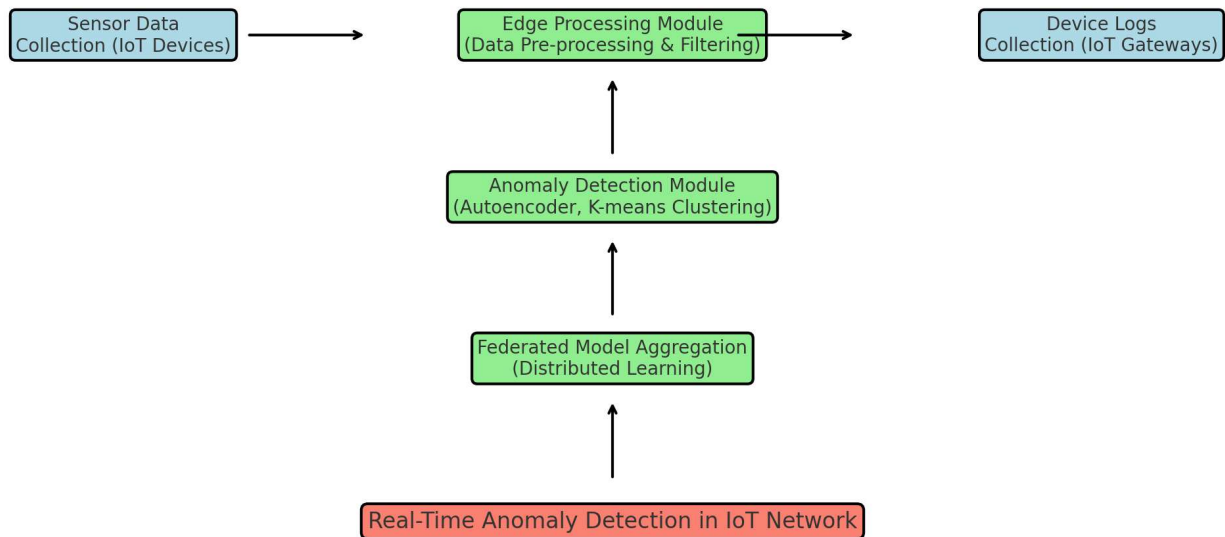 Sensor Data
Collection (IoT Devices)
Edge Processing Module
(Data Pre-processing & Filtering)
Device Logs
Collection (IoT Gateways)
Anomaly Detection Module
(Autoencoder, K-means Clustering)
Federated Model Aggregation
(Distributed Learning)
Real-Time Anomaly Detection in IoT Network